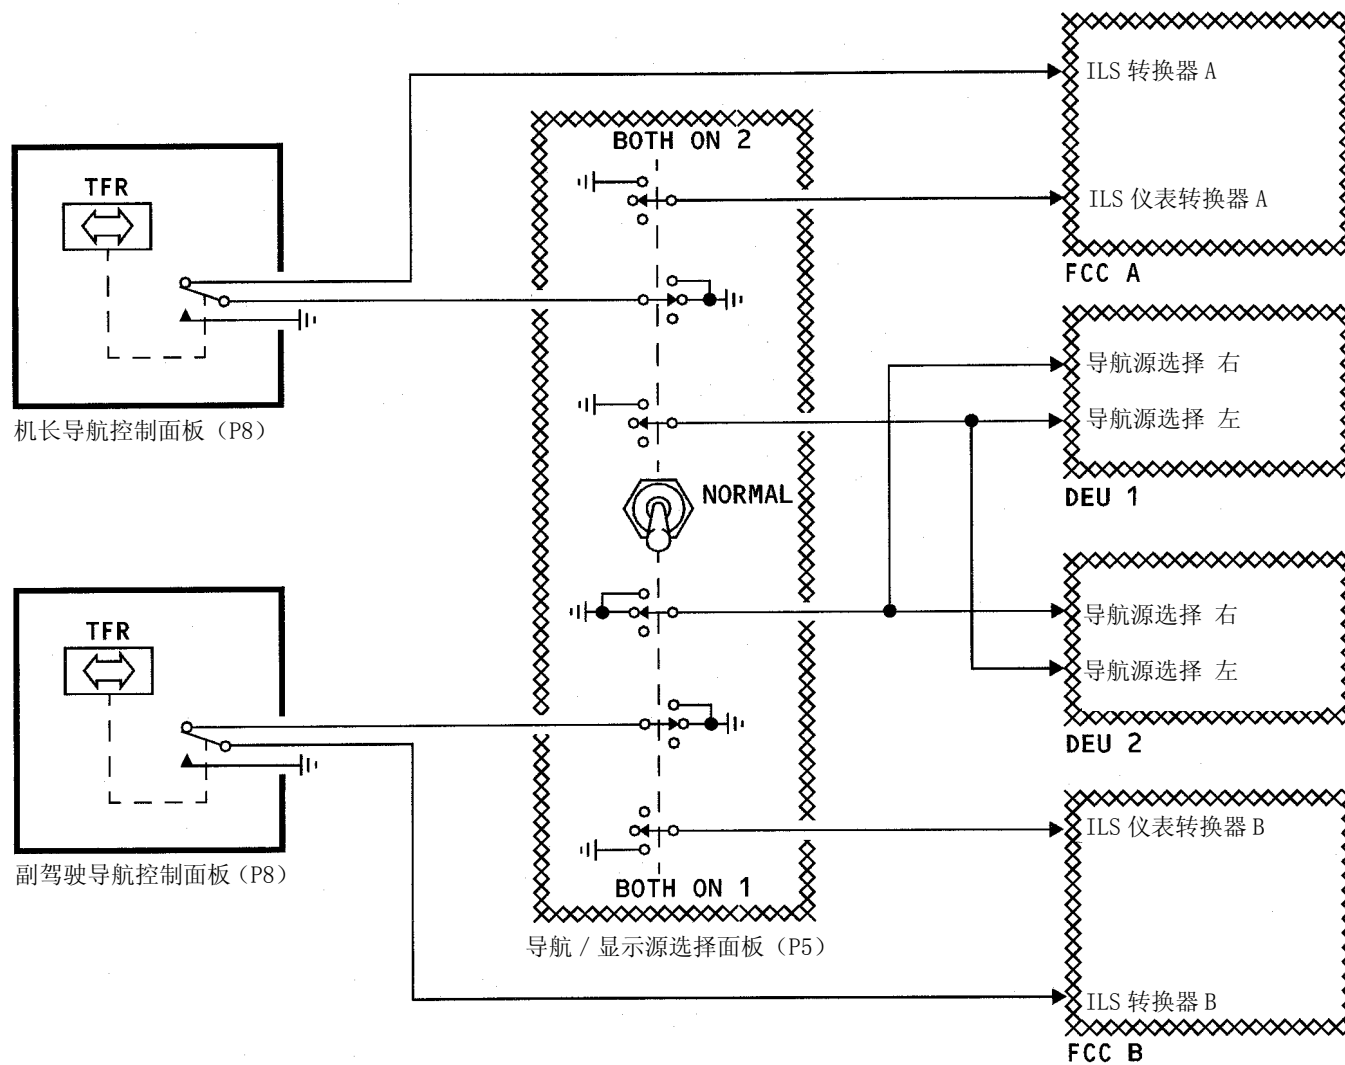 ILS 转换器 A
BOTH ON 2
TFR
ILS 仪表转换器 A
FCC A
导航源选择 右
机长导航控制面板（P8）
导航源选择 左
NORMAL
DEU 1
TFR
导航源选择 右
导航源选择 左
DEU 2
ILS 仪表转换器 B
副驾驶导航控制面板（P8）
BOTH ON 1
导航 / 显示源选择面板（P5）
ILS 转换器 B
FCC B